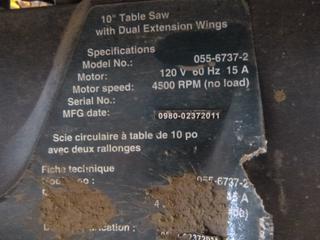 10" Table Saw
with Dual Extension Wings
Specifications
Model No.: 055-6737-2
Motor: 120 V 60 Hz 15 A
Motor speed: 4500 RPM (no load)
Serial No.:
MFG date: 0980-02372011
Scie circulaire à table de 10 po
avec deux rallonges
Fiche technique
055-6737-2